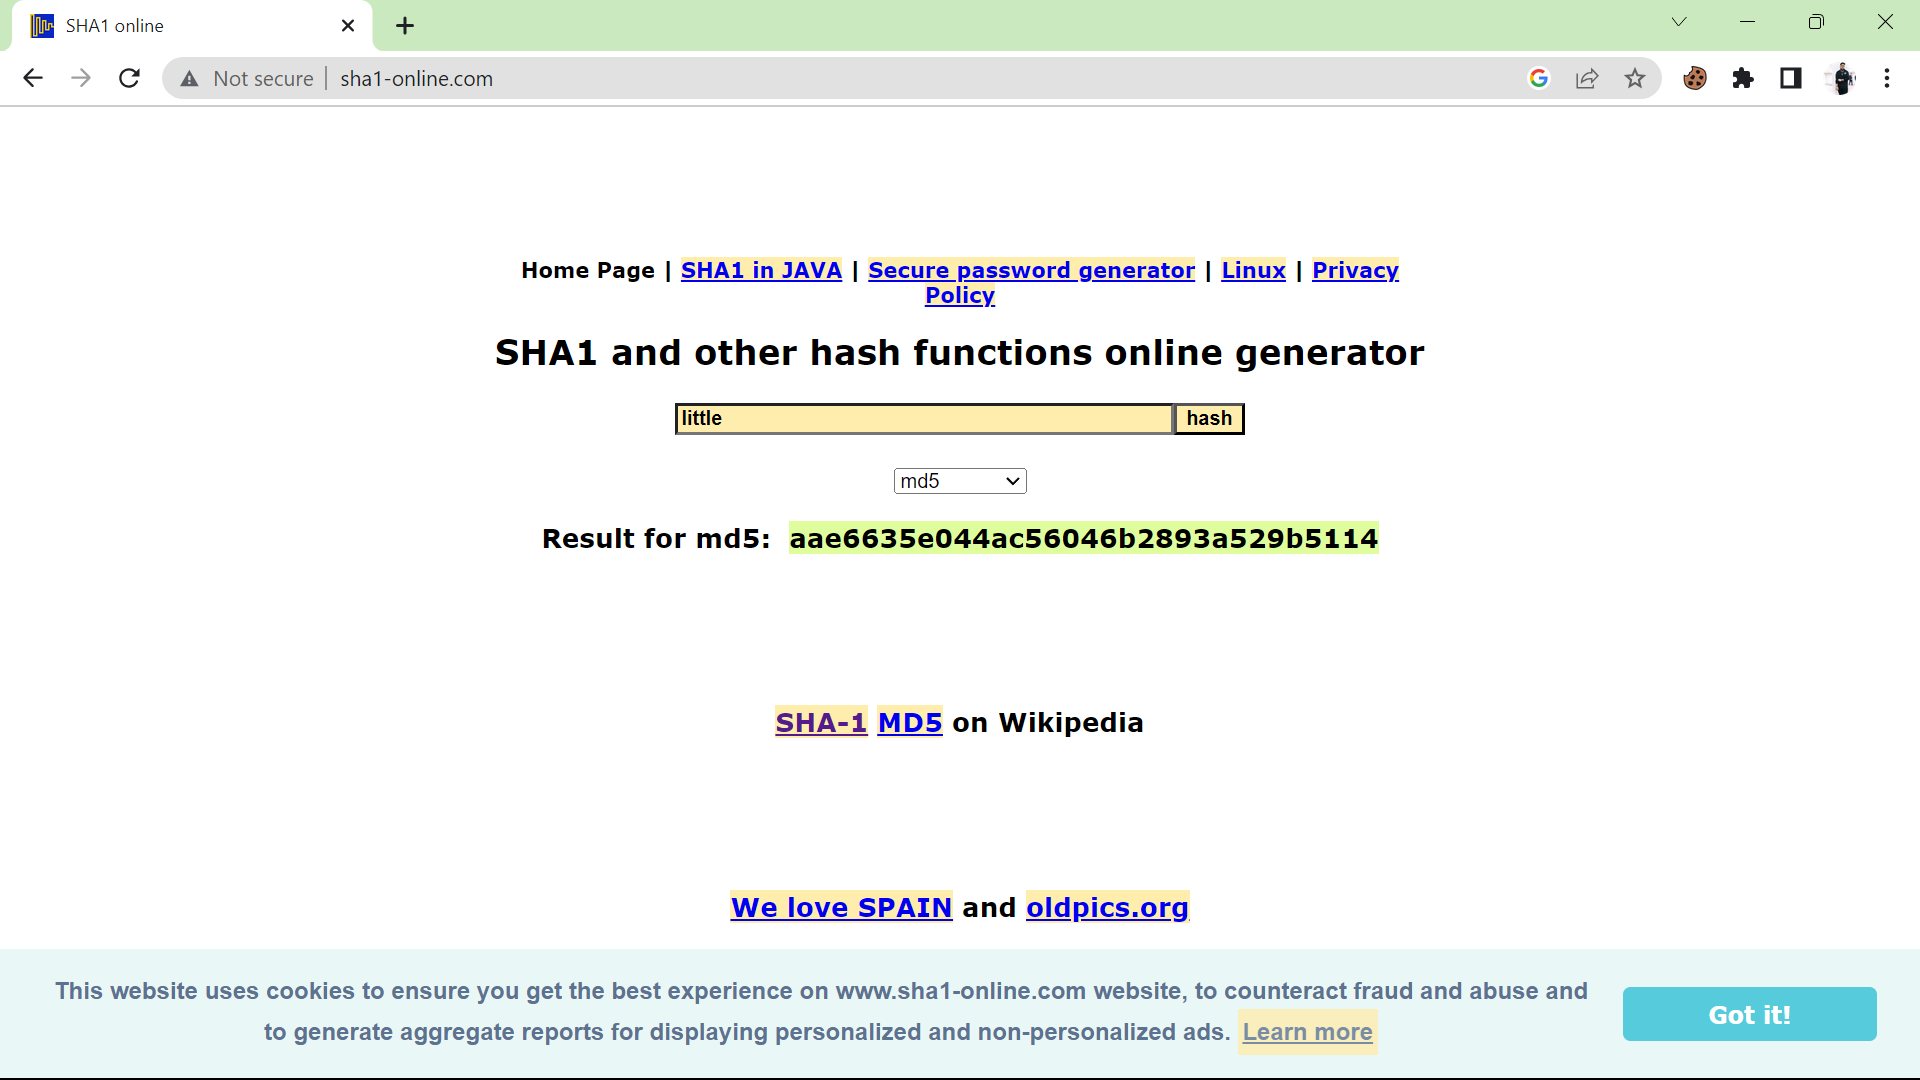 SHA1 online
Not secure | sha1-online.com
Home Page | SHA1 in JAVA | Secure password generator | Linux | Privacy
Policy
SHA1 and other hash functions online generator
little hash
md5
Result for md5: aae6635e044ac56046b2893a529b5114
SHA-1 MD5 on Wikipedia
We love SPAIN and oldpics.org
This website uses cookies to ensure you get the best experience on www.sha1-online.com website, to counteract fraud and abuse and
to generate aggregate reports for displaying personalized and non-personalized ads. Learn more
Got it!